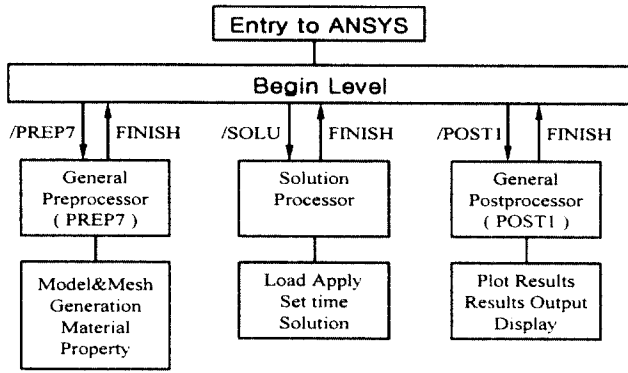 Entry to ANSYS
Begin Level
/PREP7
FINISH
/SOLU
FINISH
/POST1
FINISH
General
Preprocessor
( PREP7 )
Solution
Processor
General
Postprocessor
( POST1 )
Model&Mesh
Generation
Material
Property
Load Apply
Set time
Solution
Plot Results
Results Output
Display